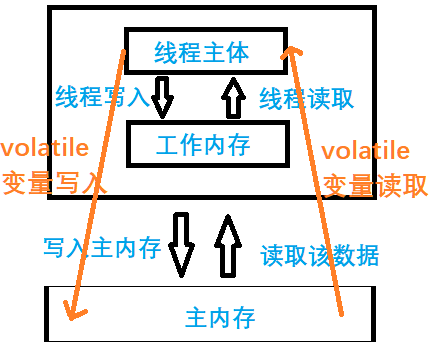 线程主体
线程写入
线程读取
工作内存
volatile
变量写入
volatile
变量读取
写入主内存
读取该数据
主内存